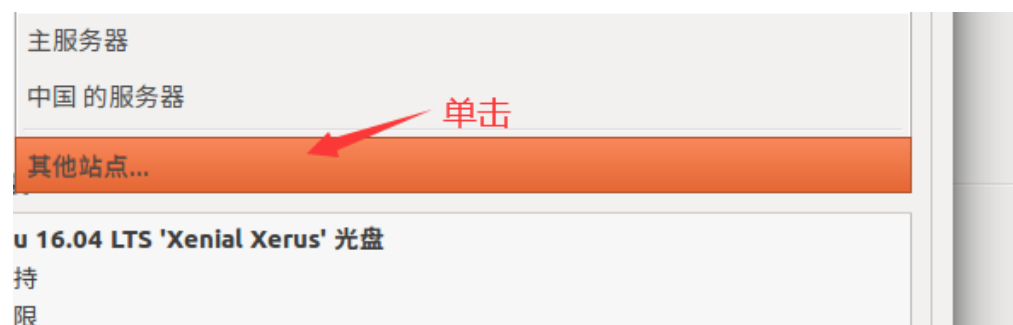 主服务器
中国 的服务器
单击
其他站点...
u 16.04 LTS 'Xenial Xerus' 光盘
持
限